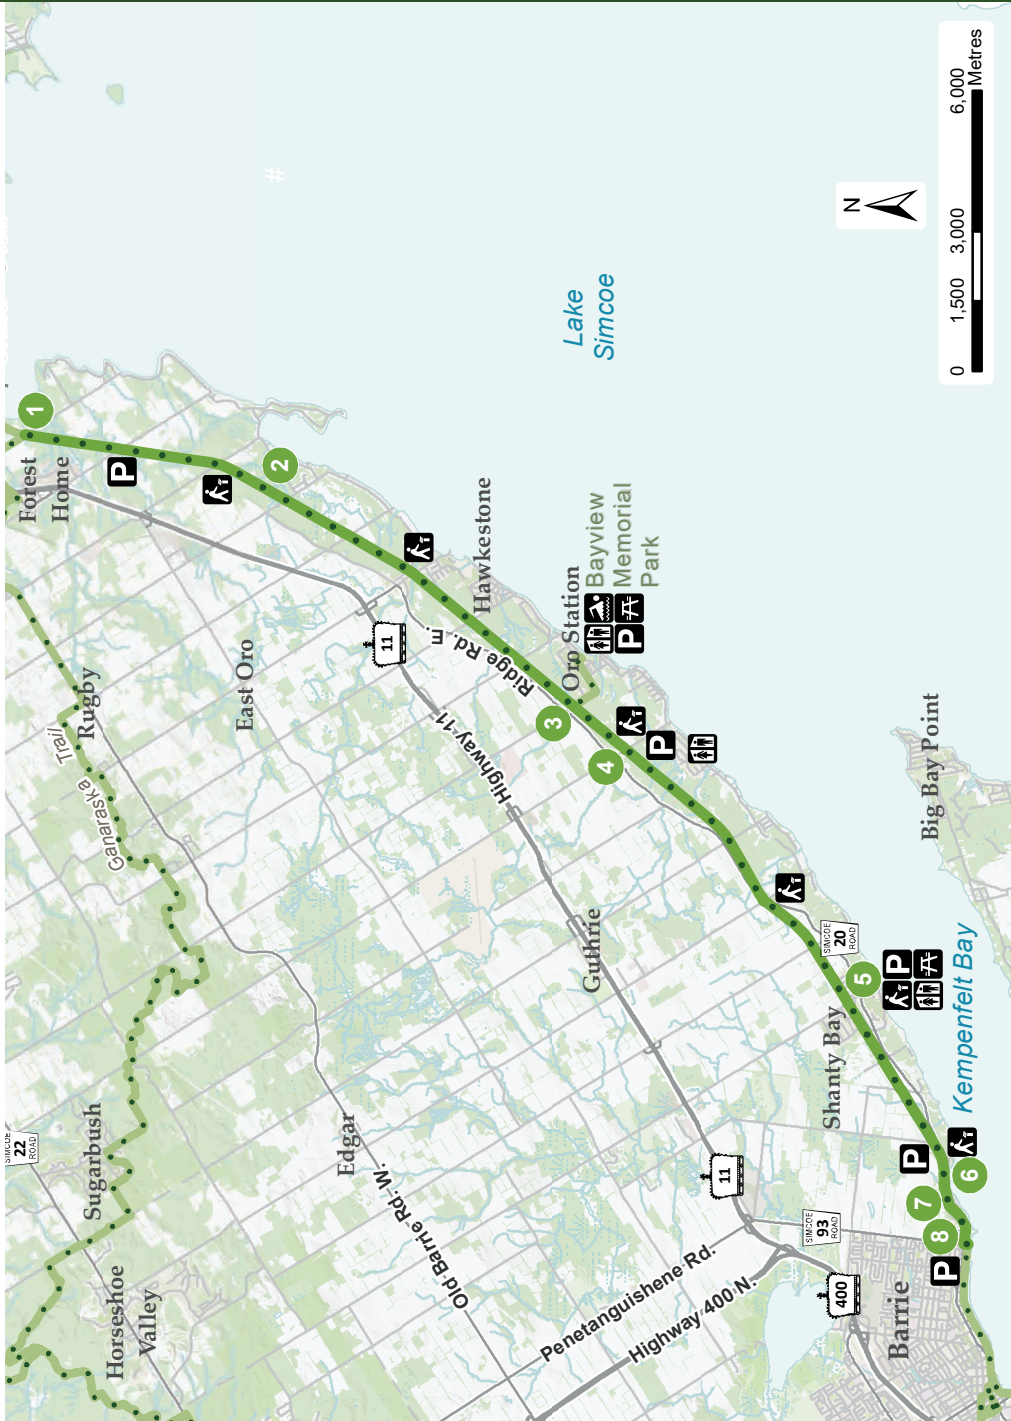 Forest
Home
1
P
2
Rugby
Ganaraska Trail
East Oro
11
Ridge Rd. E.
Highway 11
Hawkestone
Oro Station
Bayview
Memorial
Park
P
3
4
P
Lake
Simcoe
N
0 1,500 3,000 6,000
Metres
#
Big Bay Point
Guthrie
SIMCOE
20
ROAD
5
P
Shanty Bay
Kempenfelt Bay
SIMCOE
22
ROAD
Sugarbush
Edgar
Old Barrie Rd. W.
Horseshoe
Valley
11
SIMCOE
93
ROAD
Penetanguishene Rd.
Highway 400 N.
400
Barrie
P
6
7
8
P